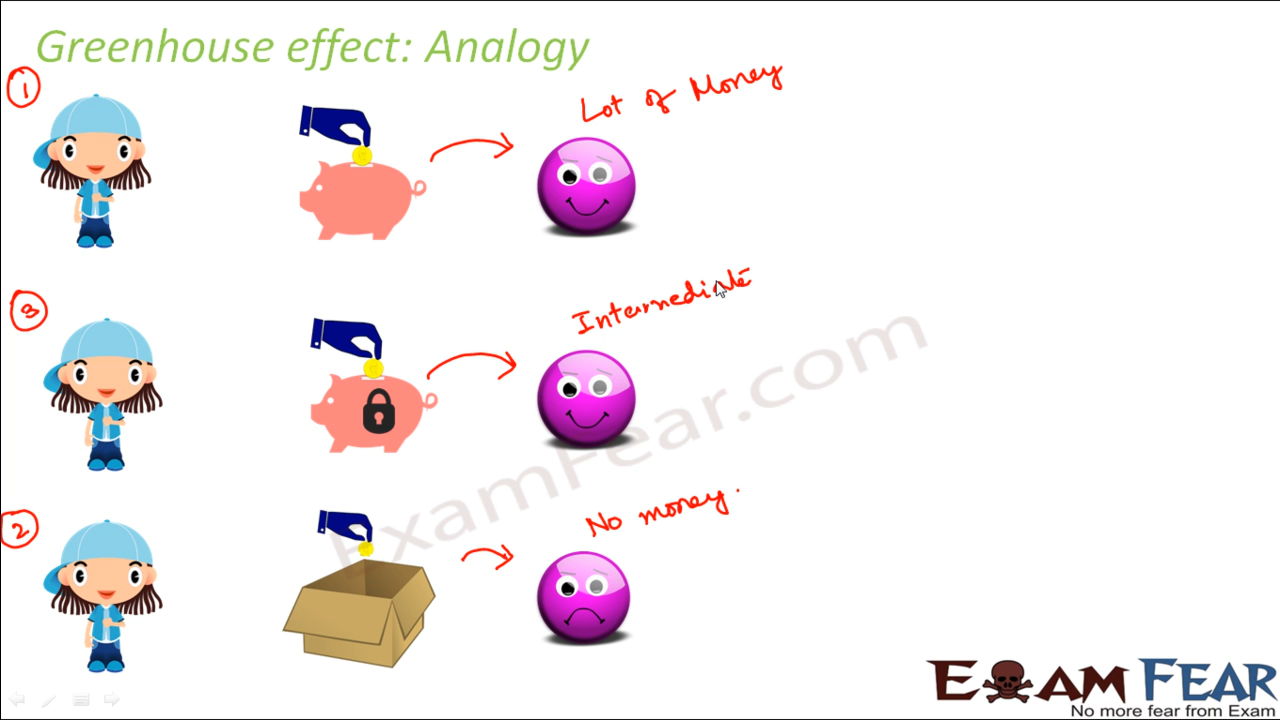 Greenhouse effect: Analogy
1
Lot of Money
3
Intermediate
ExamFear.com
2
No money.
EXAM FEAR
No more fear from Exam